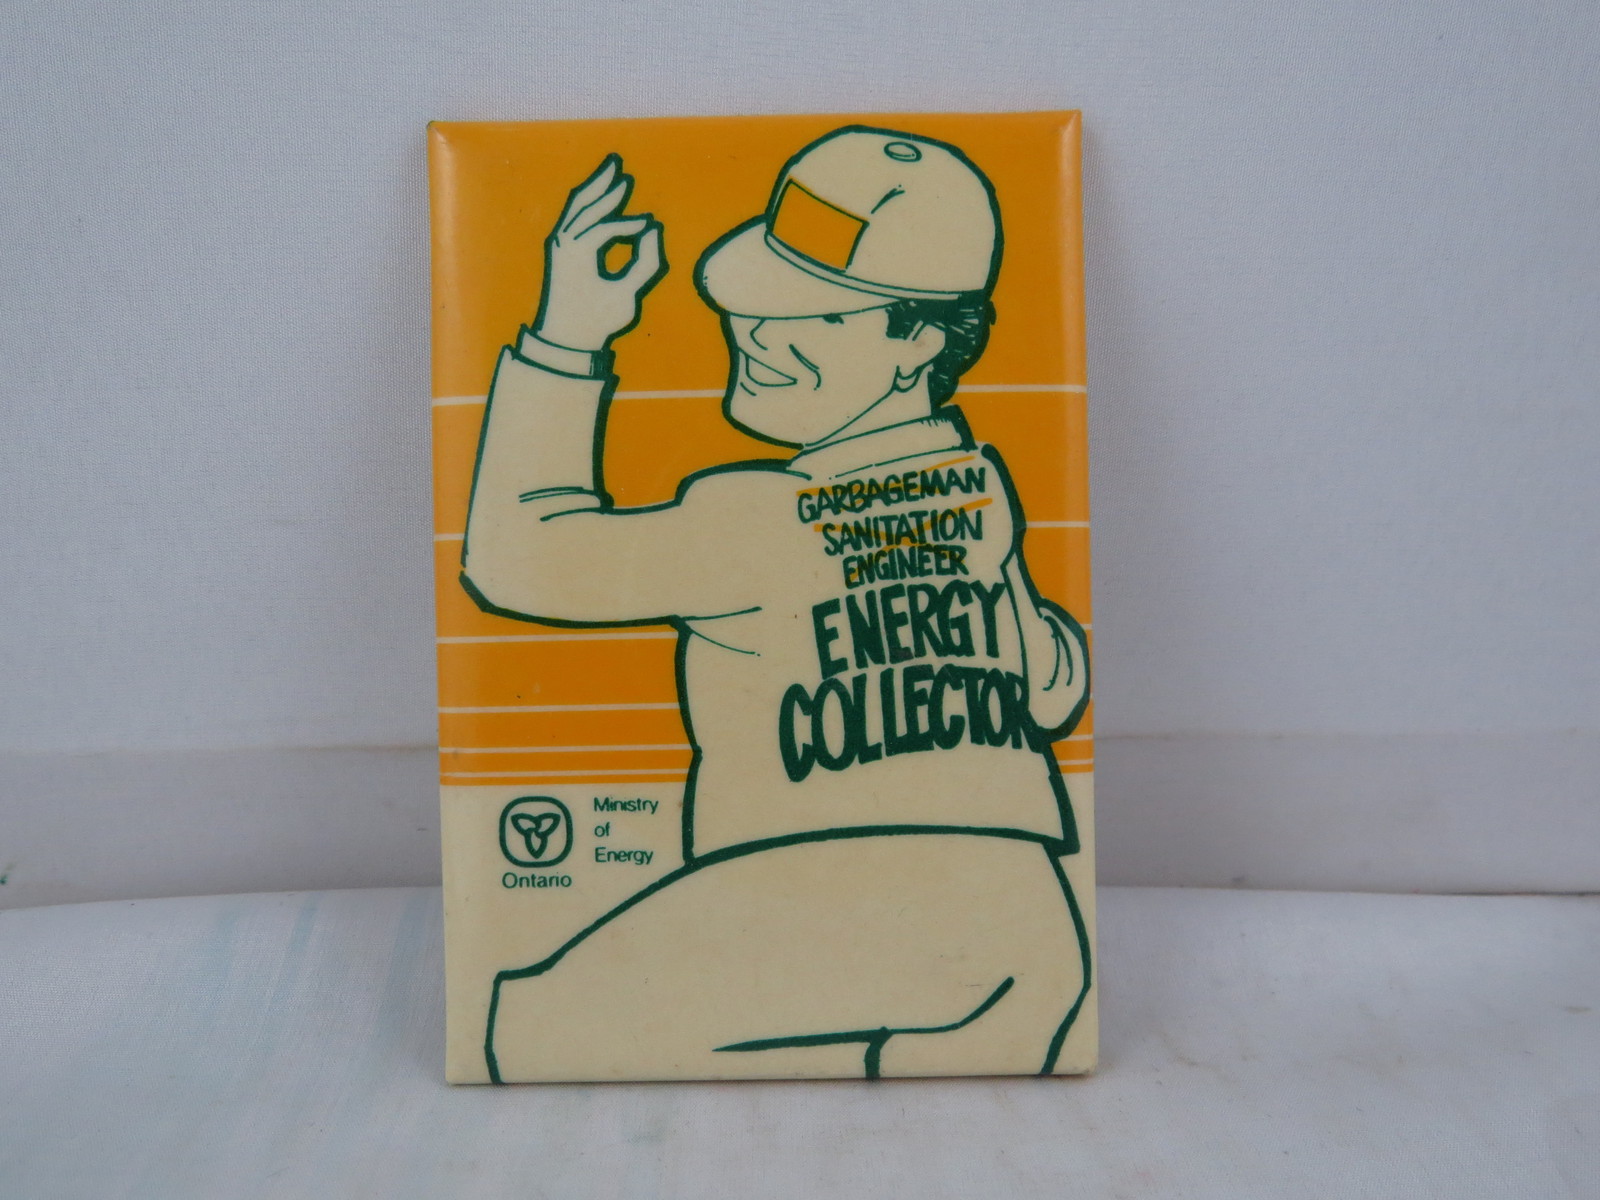 GARBAGEMAN
SANITATION
ENGINEER
ENERGY
COLLECTOR
Ministry
of
Energy
Ontario